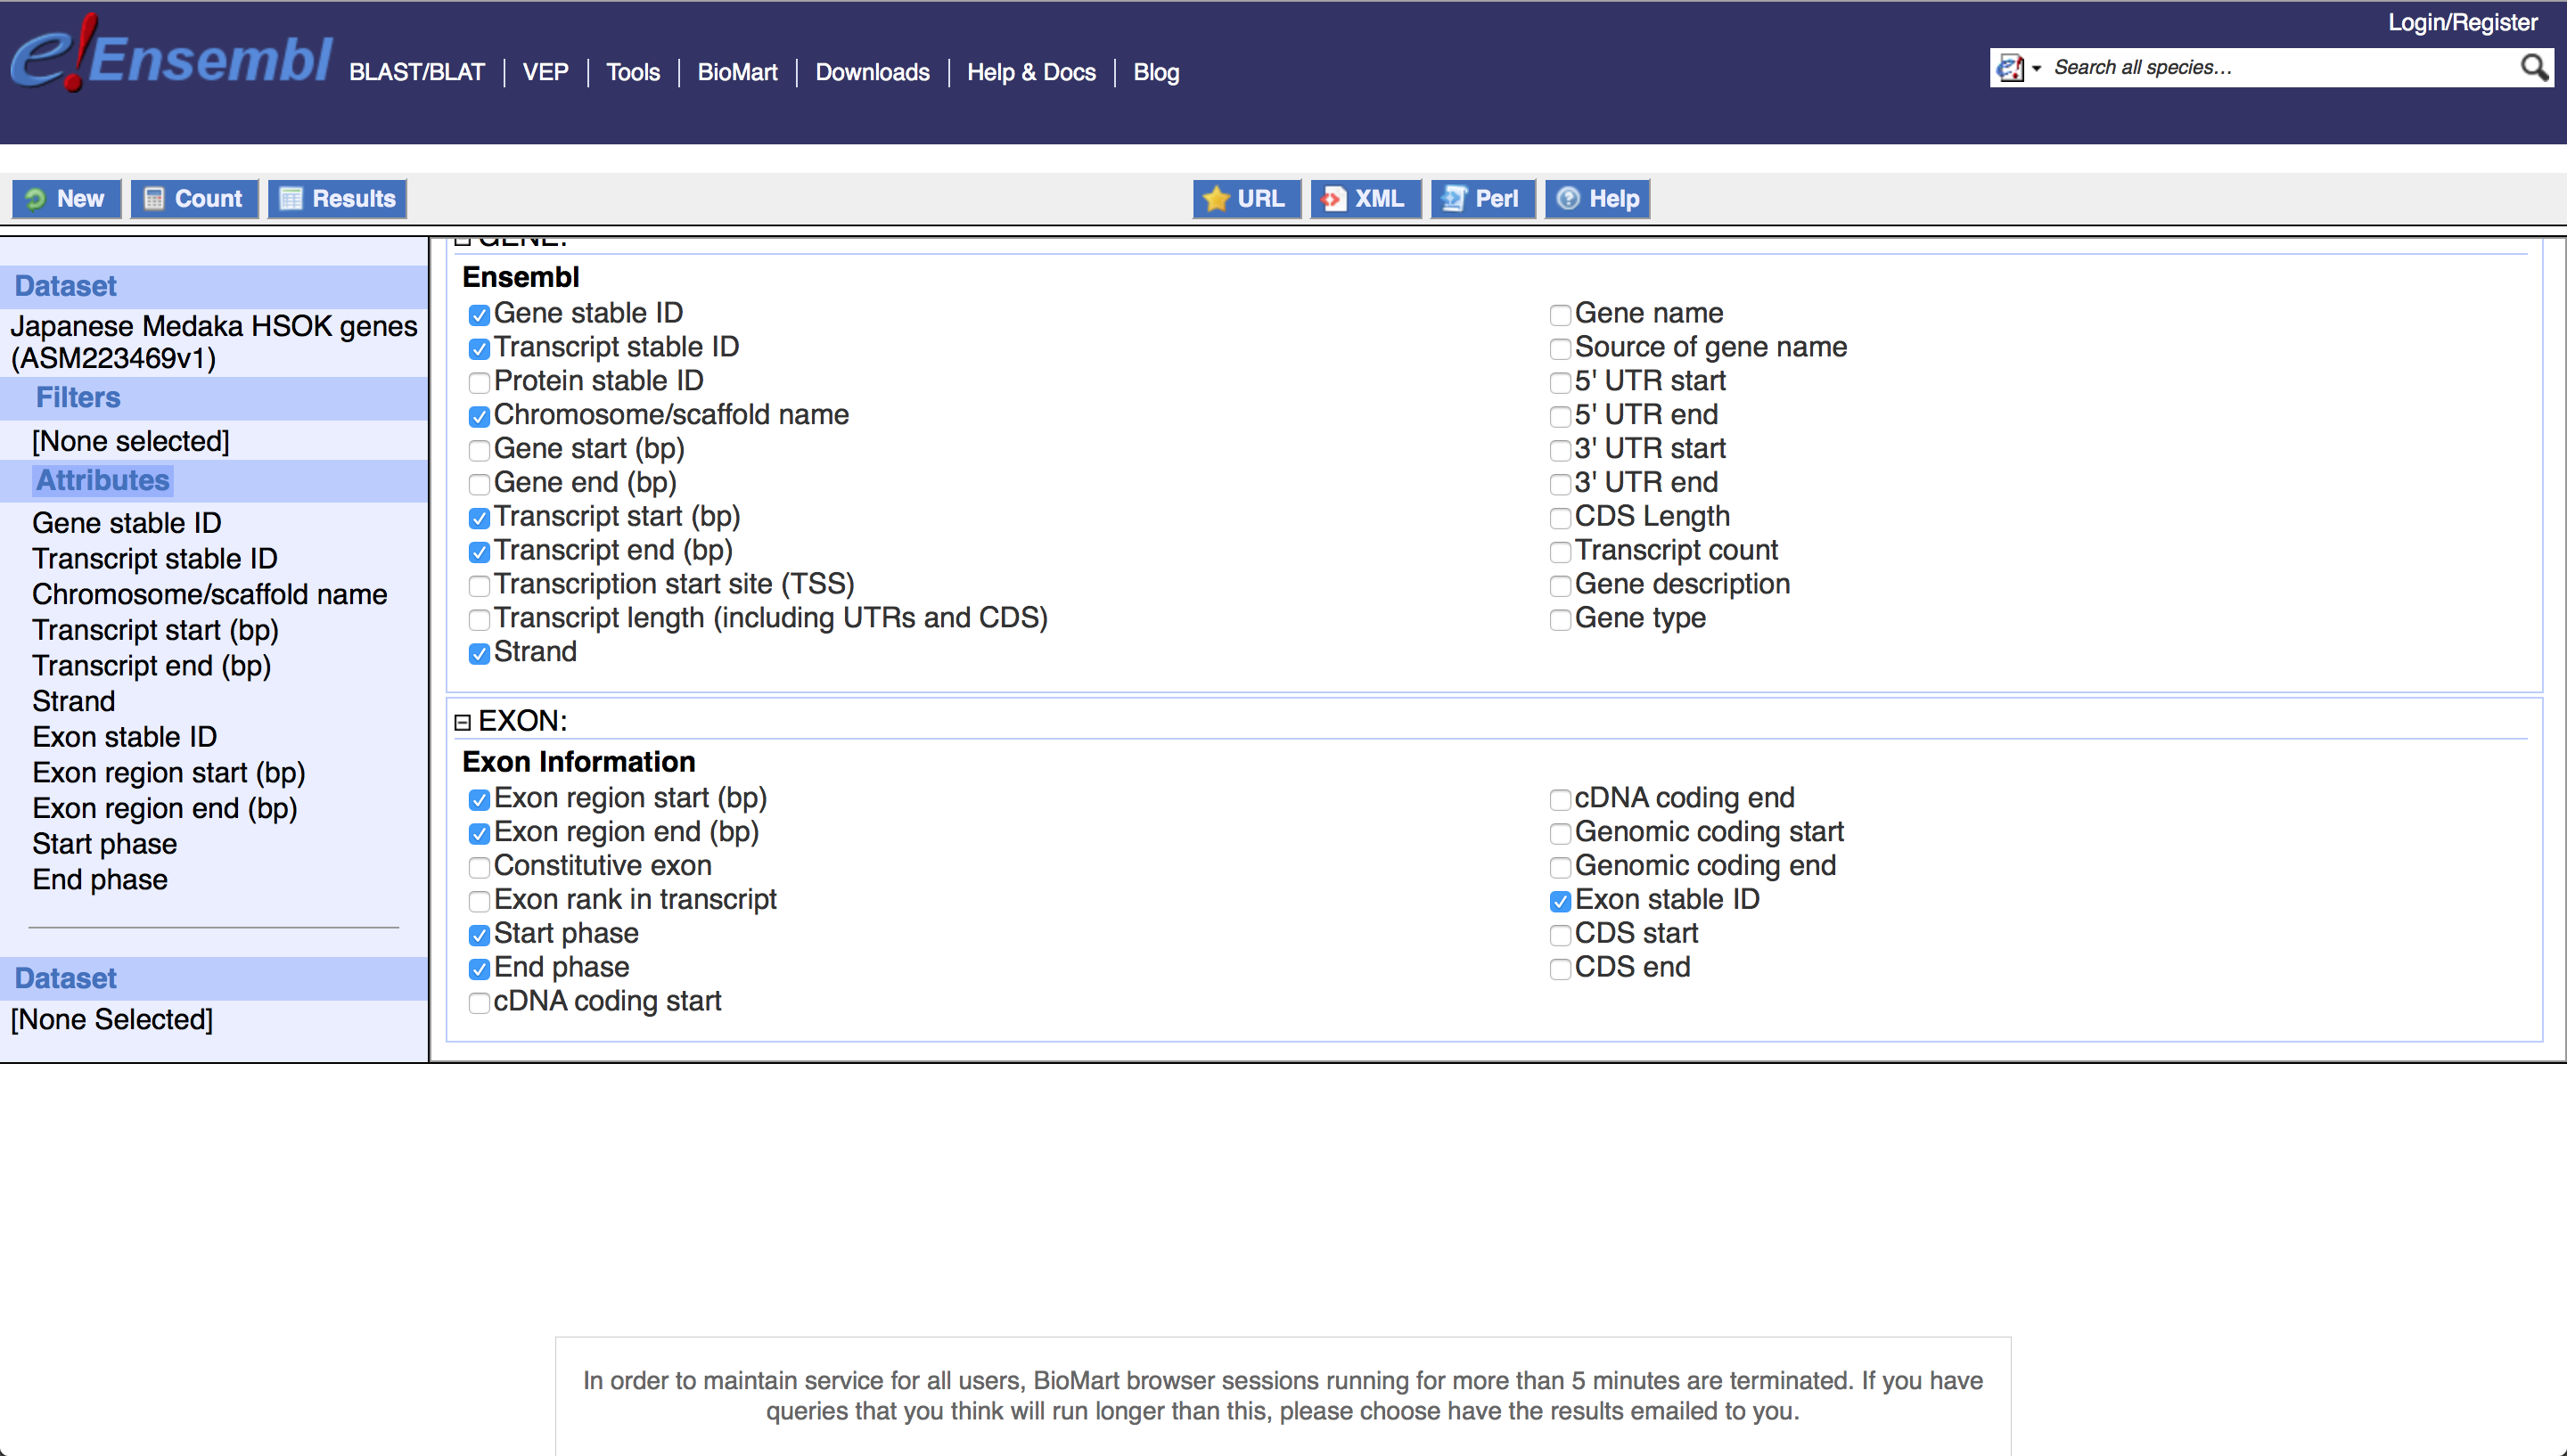 Login/Register
e!Ensembl
BLAST/BLAT
VEP
Tools
BioMart
Downloads
Help & Docs
Blog
Search all species...
New
Count
Results
URL
XML
Perl
Help
Dataset
Japanese Medaka HSOK genes
(ASM223469v1)
Filters
[None selected]
Attributes
Gene stable ID
Transcript stable ID
Chromosome/scaffold name
Transcript start (bp)
Transcript end (bp)
Strand
Exon stable ID
Exon region start (bp)
Exon region end (bp)
Start phase
End phase
Dataset
[None Selected]
GENE:
Ensembl
Gene stable ID
Transcript stable ID
Protein stable ID
Chromosome/scaffold name
Gene start (bp)
Gene end (bp)
Transcript start (bp)
Transcript end (bp)
Transcription start site (TSS)
Transcript length (including UTRs and CDS)
Strand
Gene name
Source of gene name
5' UTR start
5' UTR end
3' UTR start
3' UTR end
CDS Length
Transcript count
Gene description
Gene type
EXON:
Exon Information
Exon region start (bp)
Exon region end (bp)
Constitutive exon
Exon rank in transcript
Start phase
End phase
cDNA coding start
cDNA coding end
Genomic coding start
Genomic coding end
Exon stable ID
CDS start
CDS end
In order to maintain service for all users, BioMart browser sessions running for more than 5 minutes are terminated. If you have
queries that you think will run longer than this, please choose have the results emailed to you.